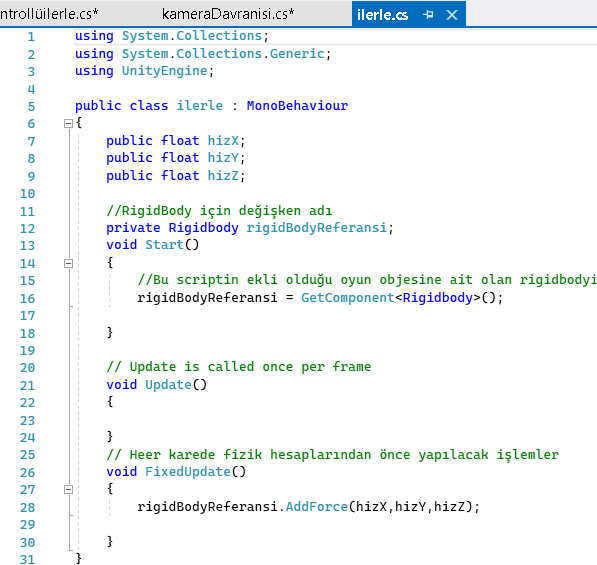 ntrollüilerle.cs* kameraDavranisi.cs* ilerle.cs
1 using System.Collections;
2 using System.Collections.Generic;
3 using UnityEngine;
4
5 public class ilerle : MonoBehaviour
6 {
7 public float hizX;
8 public float hizY;
9 public float hizZ;
10
11 //RigidBody için değişken adı
12 private Rigidbody rigidBodyReferansi;
13 void Start()
14 {
15 //Bu scriptin ekli olduğu oyun objesine ait olan rigidbodyi
16 rigidBodyReferansi = GetComponent<Rigidbody>();
17
18 }
19
20 // Update is called once per frame
21 void Update()
22 {
23
24 }
25 // Heer karede fizik hesaplarından önce yapılacak işlemler
26 void FixedUpdate()
27 {
28 rigidBodyReferansi.AddForce(hizX,hizY,hizZ);
29
30 }
31 }